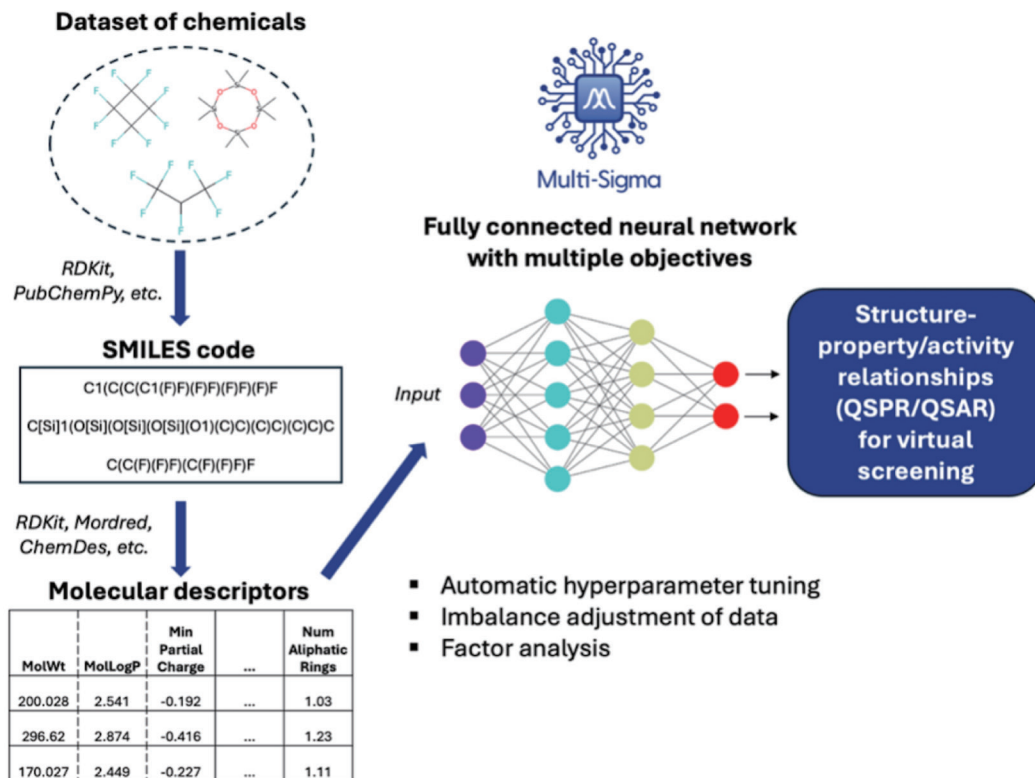 Dataset of chemicals
F F
F F
F F
F F
Si
O O
Si Si
O O
Si
F F
F F
F F
F
RDKit,
PubChemPy, etc.
SMILES code
C1(C(C(C1(F)F)(F)F)(F)F)(F)F
C[Si]1(O[Si](O[Si](O[Si](O1)(C)C)(C)C)(C)C)C
C(C(F)(F)F)(C(F)(F)F)F
RDKit, Mordred,
ChemDes, etc.
Molecular descriptors
MolWt MolLogP Min Partial Charge ... Num Aliphatic Rings
200.028 2.541 -0.192 ... 1.03
296.62 2.874 -0.416 ... 1.23
170.027 2.449 -0.227 ... 1.11
Multi-Sigma
Fully connected neural network
with multiple objectives
Input
Structure-
property/activity
relationships
(QSPR/QSAR)
for virtual
screening
▪ Automatic hyperparameter tuning
▪ Imbalance adjustment of data
▪ Factor analysis